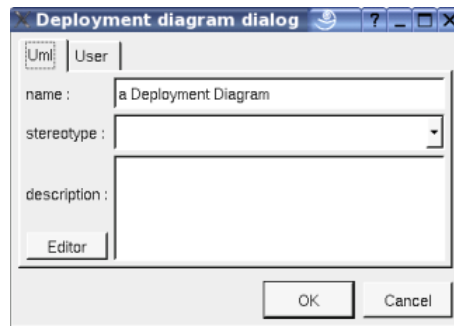 Deployment diagram dialog
Uml User
name : a Deployment Diagram
stereotype :
description :
Editor
OK Cancel